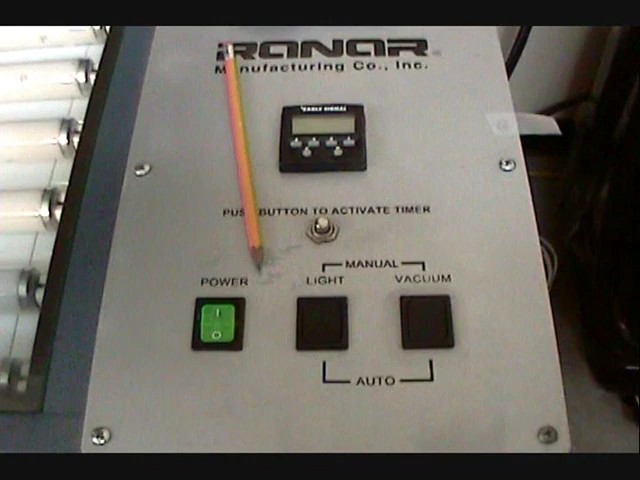 RANAR
Manufacturing Co., Inc.
PUSH BUTTON TO ACTIVATE TIMER
MANUAL
POWER LIGHT VACUUM
AUTO